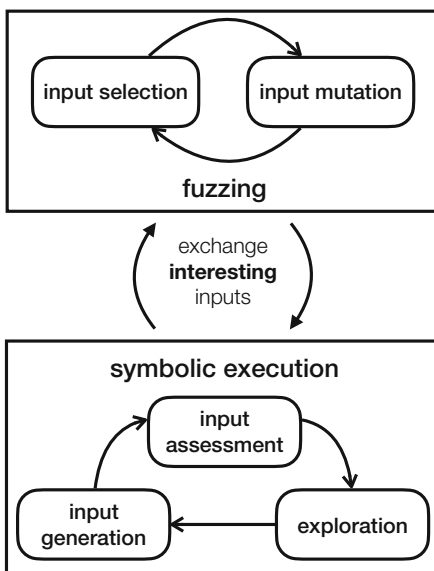 input selection
input mutation
fuzzing
exchange
interesting
inputs
symbolic execution
input
assessment
input
generation
exploration